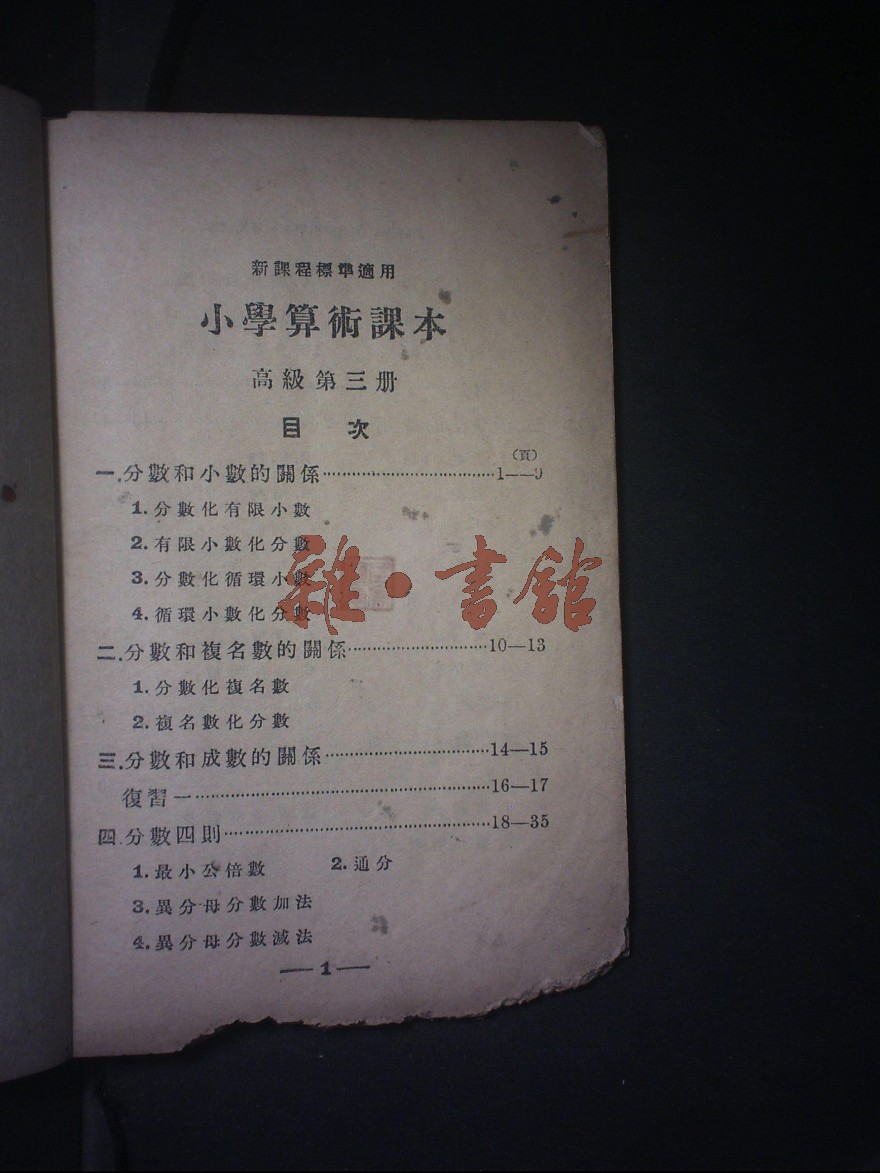 新課程標準適用
小學算術課本
高級第三册
目 次
(頁)
一.分數和小數的關係……………………………1——9
1.分數化有限小數
2.有限小數化分數
3.分數化循環小數
4.循環小數化分數
雜·書館
二.分數和複名數的關係…………………………10—13
1.分數化複名數
2.複名數化分數
三.分數和成數的關係……………………………14—15
復習一……………………………………………16—17
四.分數四則………………………………………18—35
1.最小公倍數 2.通分
3.異分母分數加法
4.異分母分數減法
—1—